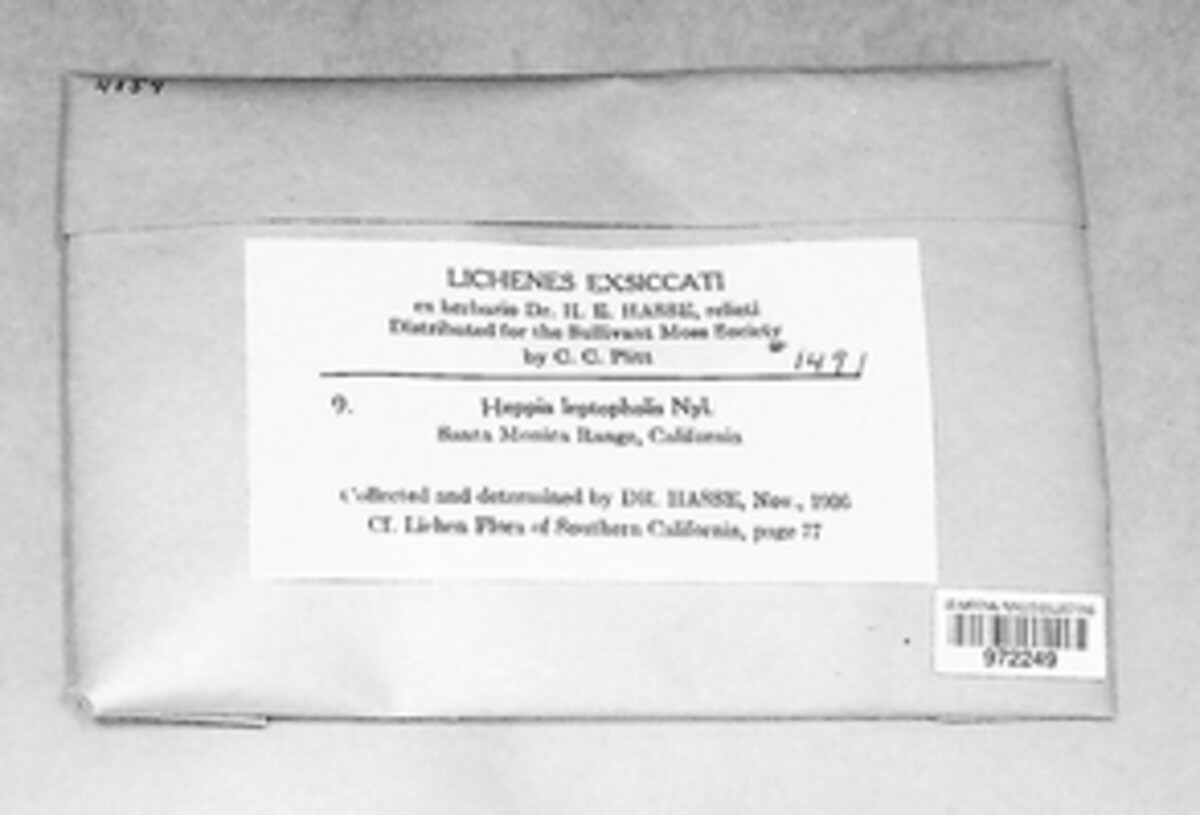 LICHENES EXSICCATI
ex herbario Dr. H. E. HASSE, relicti
Distributed for the Sullivant Moss Society
by C. C. Plitt
1491
9. Heppia leptopholis Nyl.
Santa Monica Range, California
Collected and determined by DR. HASSE, Nov.,
Cf. Lichen Flora of Southern California, page 77
972249